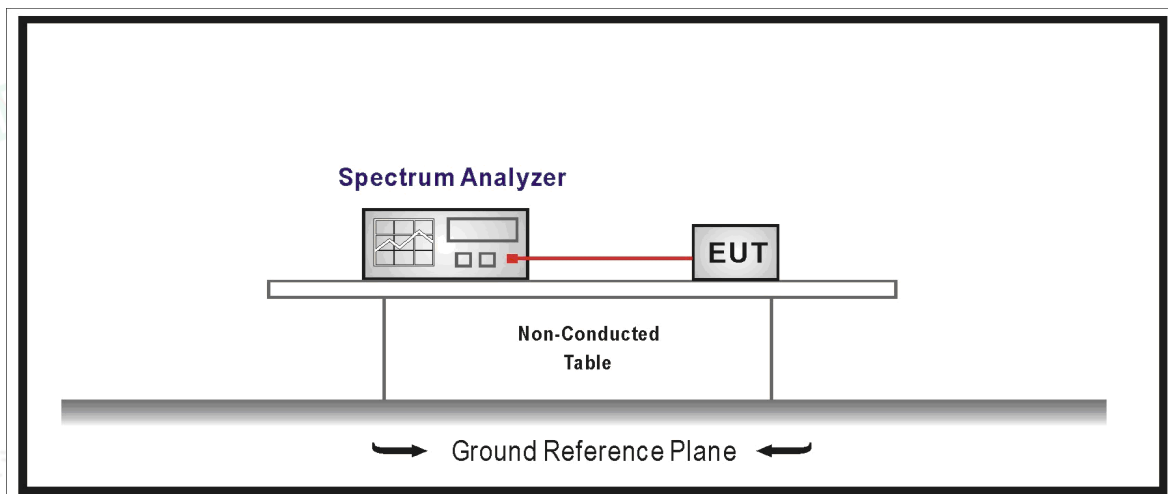 Spectrum Analyzer
EUT
Non-Conducted
Table
Ground Reference Plane